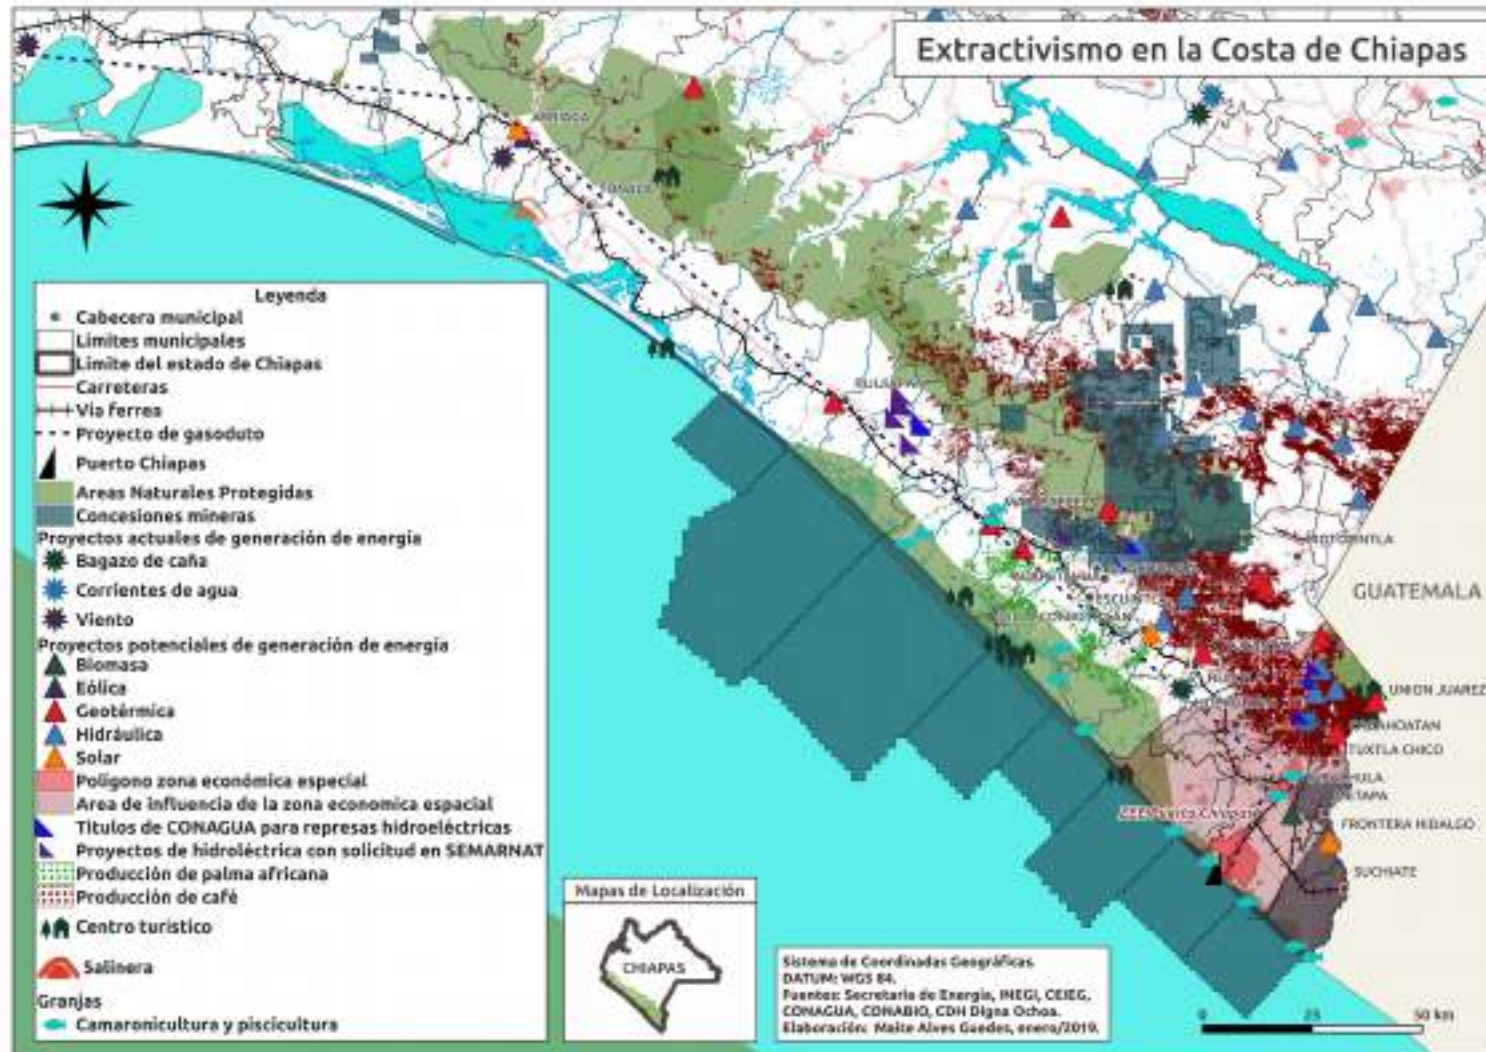 Extractivismo en la Costa de Chiapas
ARRIAGA
TONALA
GUATEMALA
UNION JUAREZ
TUXTLA CHICO
FRONTERA HIDALGO
SUCHIATE
Leyenda
Cabecera municipal
Limites municipales
Limite del estado de Chiapas
Carreteras
Via ferrea
Proyecto de gasoduto
Puerto Chiapas
Areas Naturales Protegidas
Concesiones mineras
Proyectos actuales de generación de energía
Bagazo de caña
Corrientes de agua
Viento
Proyectos potenciales de generación de energía
Biomasa
Eólica
Geotérmica
Hidráulica
Solar
Polígono zona económica especial
Area de influencia de la zona economica espacial
Titulos de CONAGUA para represas hidroeléctricas
Proyectos de hidroléctrica con solicitud en SEMARNAT
Producción de palma africana
Producción de café
Centro turistico
Salinera
Granjas
Camaronicultura y piscicultura
Mapas de Localización
CHIAPAS
Sistema de Coordinadas Geográficas.
DATUM: WGS 84.
Fuentes: Secretaria de Energia, INEGI, CEIEG,
CONAGUA, CONABIO, CDH Digna Ochoa.
Elaboración: Maite Alves Guedes, enero/2019.
0 25 50 km